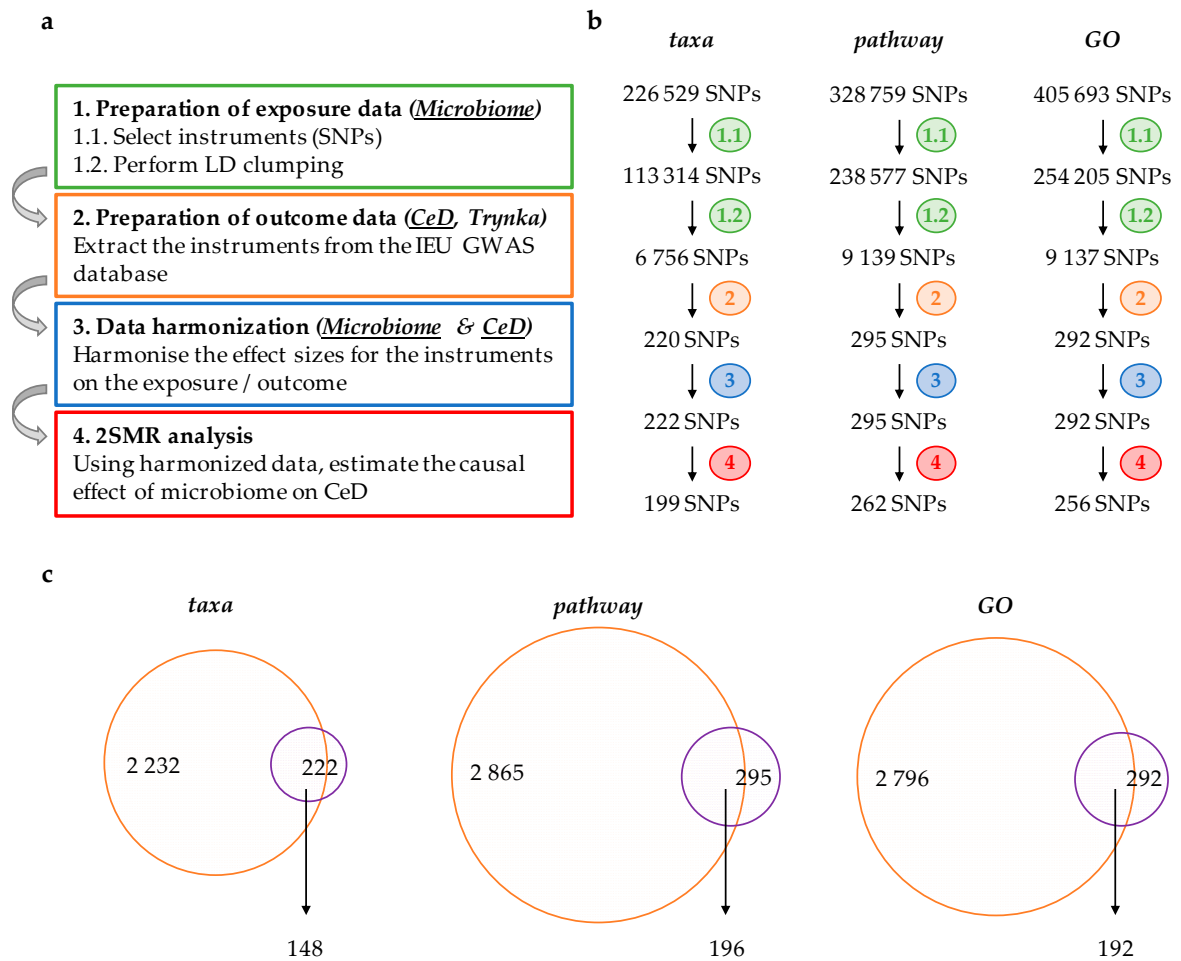 a
1. Preparation of exposure data (Microbiome)
1.1. Select instruments (SNPs)
1.2. Perform LD clumping
2. Preparation of outcome data (CeD, Trynka)
Extract the instruments from the IEU GWAS
database
3. Data harmonization (Microbiome & CeD)
Harmonise the effect sizes for the instruments
on the exposure / outcome
4. 2SMR analysis
Using harmonized data, estimate the causal
effect of microbiome on CeD
b
taxa pathway GO
226 529 SNPs 328 759 SNPs 405 693 SNPs
1.1 1.1 1.1
113 314 SNPs 238 577 SNPs 254 205 SNPs
1.2 1.2 1.2
6 756 SNPs 9 139 SNPs 9 137 SNPs
2 2 2
220 SNPs 295 SNPs 292 SNPs
3 3 3
222 SNPs 295 SNPs 292 SNPs
4 4 4
199 SNPs 262 SNPs 256 SNPs
c
taxa pathway GO
2 232 222 2 865 295 2 796 292
148 196 192